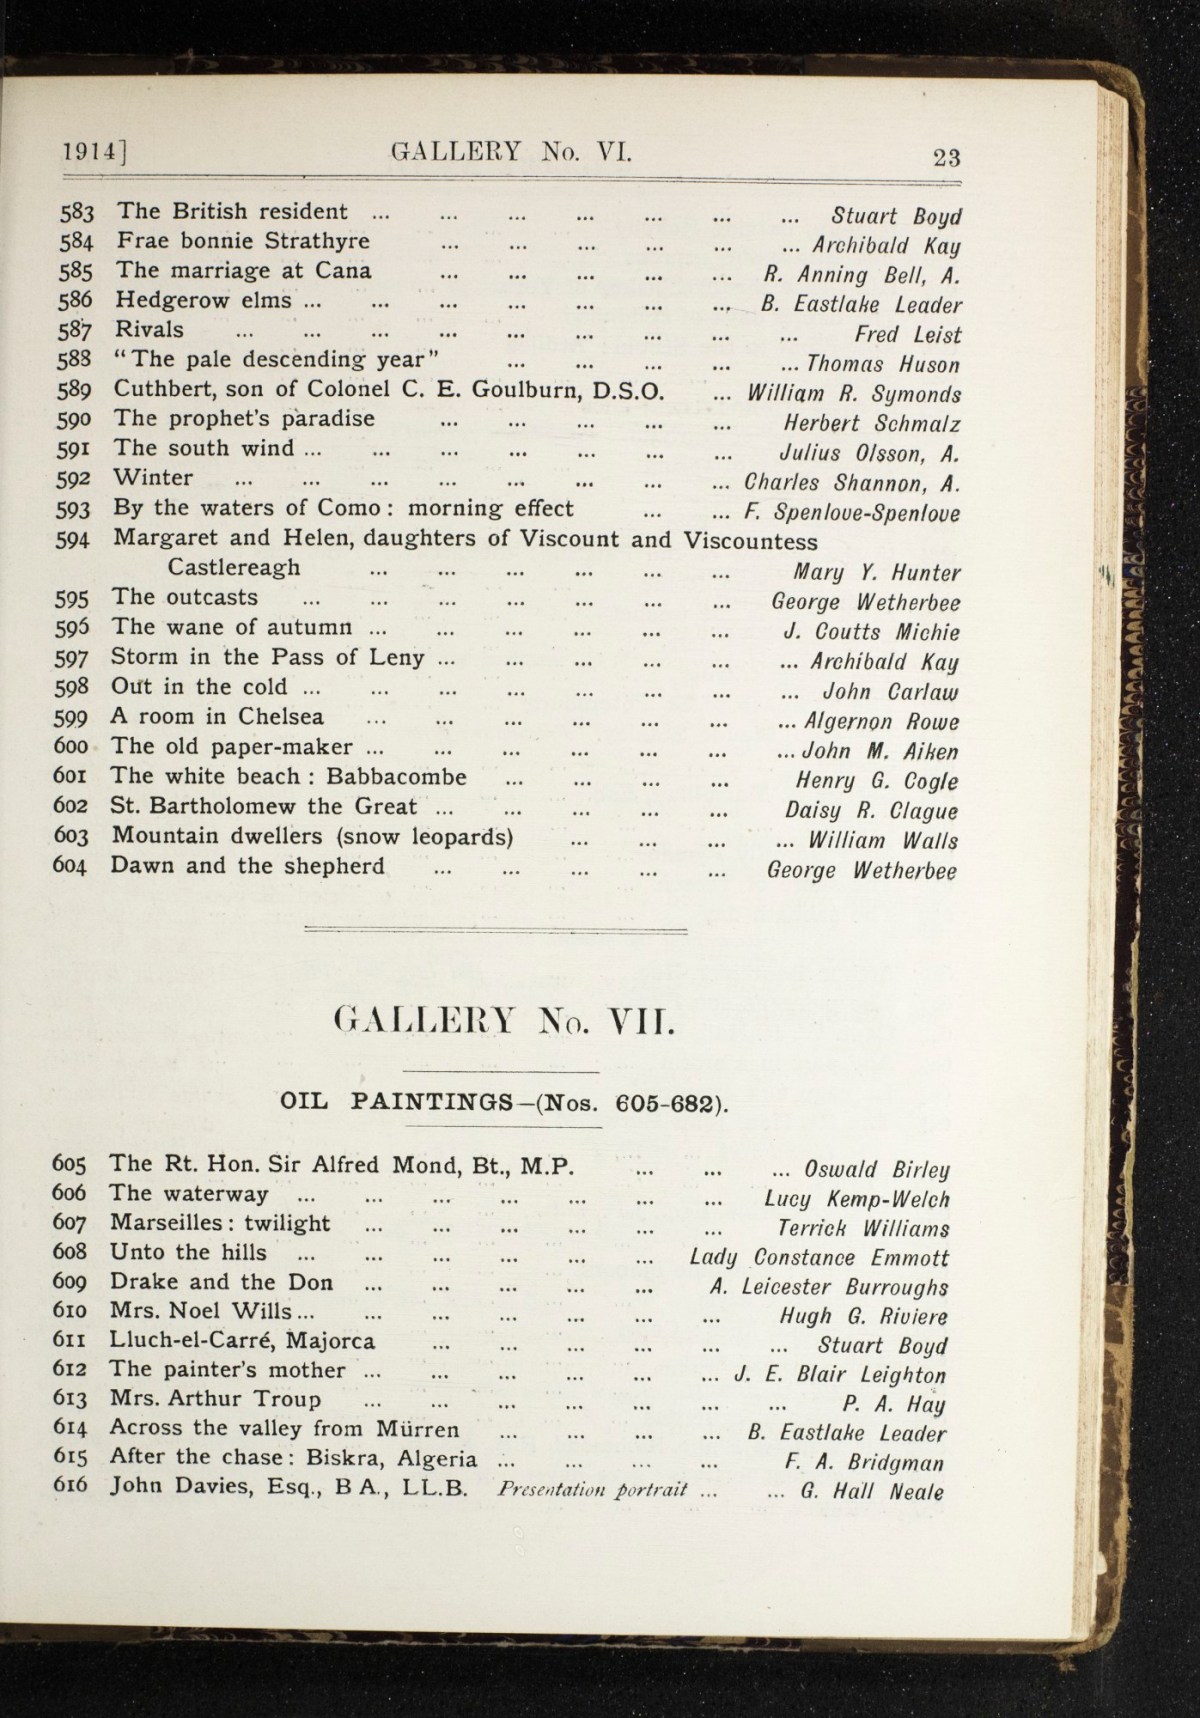 1914] GALLERY No. VI. 23
583 The British resident ... ... ... ... ... ... ... Stuart Boyd
584 Frae bonnie Strathyre ... ... ... ... ... ... Archibald Kay
585 The marriage at Cana ... ... ... ... ... R. Anning Bell, A.
586 Hedgerow elms ... ... ... ... ... ... ... B. Eastlake Leader
587 Rivals ... ... ... ... ... ... ... ... ... Fred Leist
588 "The pale descending year" ... ... ... ... ... Thomas Huson
589 Cuthbert, son of Colonel C. E. Goulburn, D.S.O. ... William R. Symonds
590 The prophet's paradise ... ... ... ... ... Herbert Schmalz
591 The south wind ... ... ... ... ... ... ... Julius Olsson, A.
592 Winter ... ... ... ... ... ... ... ... Charles Shannon, A.
593 By the waters of Como : morning effect ... ... F. Spenlove-Spenlove
594 Margaret and Helen, daughters of Viscount and Viscountess
Castlereagh ... ... ... ... ... ... Mary Y. Hunter
595 The outcasts ... ... ... ... ... ... ... George Wetherbee
596 The wane of autumn ... ... ... ... ... ... J. Coutts Michie
597 Storm in the Pass of Leny ... ... ... ... ... ... Archibald Kay
598 Out in the cold ... ... ... ... ... ... ... ... John Carlaw
599 A room in Chelsea ... ... ... ... ... ... ... Algernon Rowe
600 The old paper-maker ... ... ... ... ... ... ... John M. Aiken
601 The white beach : Babbacombe ... ... ... ... Henry G. Cogle
602 St. Bartholomew the Great ... ... ... ... ... Daisy R. Clague
603 Mountain dwellers (snow leopards) ... ... ... ... William Walls
604 Dawn and the shepherd ... ... ... ... ... George Wetherbee
GALLERY No. VII.
OIL PAINTINGS—(Nos. 605-682).
605 The Rt. Hon. Sir Alfred Mond, Bt., M.P. ... ... ... Oswald Birley
606 The waterway ... ... ... ... ... ... ... Lucy Kemp-Welch
607 Marseilles : twilight ... ... ... ... ... ... Terrick Williams
608 Unto the hills ... ... ... ... ... ... Lady Constance Emmott
609 Drake and the Don ... ... ... ... ... A. Leicester Burroughs
610 Mrs. Noel Wills ... ... ... ... ... ... ... Hugh G. Riviere
611 Lluch-el-Carré, Majorca ... ... ... ... ... ... Stuart Boyd
612 The painter's mother ... ... ... ... ... ... J. E. Blair Leighton
613 Mrs. Arthur Troup ... ... ... ... ... ... ... P. A. Hay
614 Across the valley from Mürren ... ... ... ... B. Eastlake Leader
615 After the chase : Biskra, Algeria ... ... ... ... F. A. Bridgman
616 John Davies, Esq., B A., LL.B. Presentation portrait ... ... G. Hall Neale